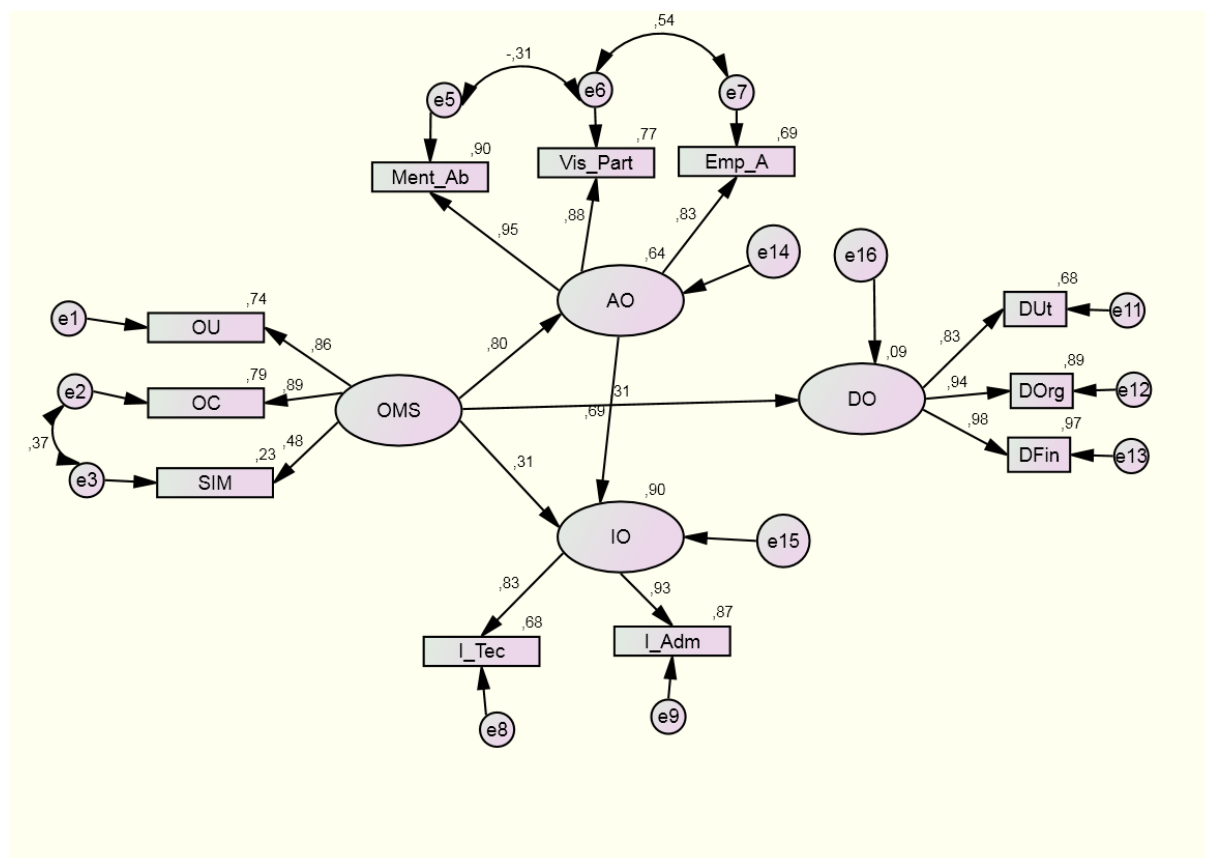 ,54
-,31
e5
e6
e7
,90
,77
,69
Ment_Ab
Vis_Part
Emp_A
,95
,88
,83
,64
e14
e16
AO
e1
,74
OU
,86
,80
,68
DUt
e11
,83
,09
e2
,79
OC
,89
OMS
,31
,69
DO
,94
,89
DOrg
e12
,37
,48
,98
,97
DFin
e13
e3
,23
SIM
,31
,90
IO
e15
,83
,93
,68
I_Tec
,87
I_Adm
e8
e9